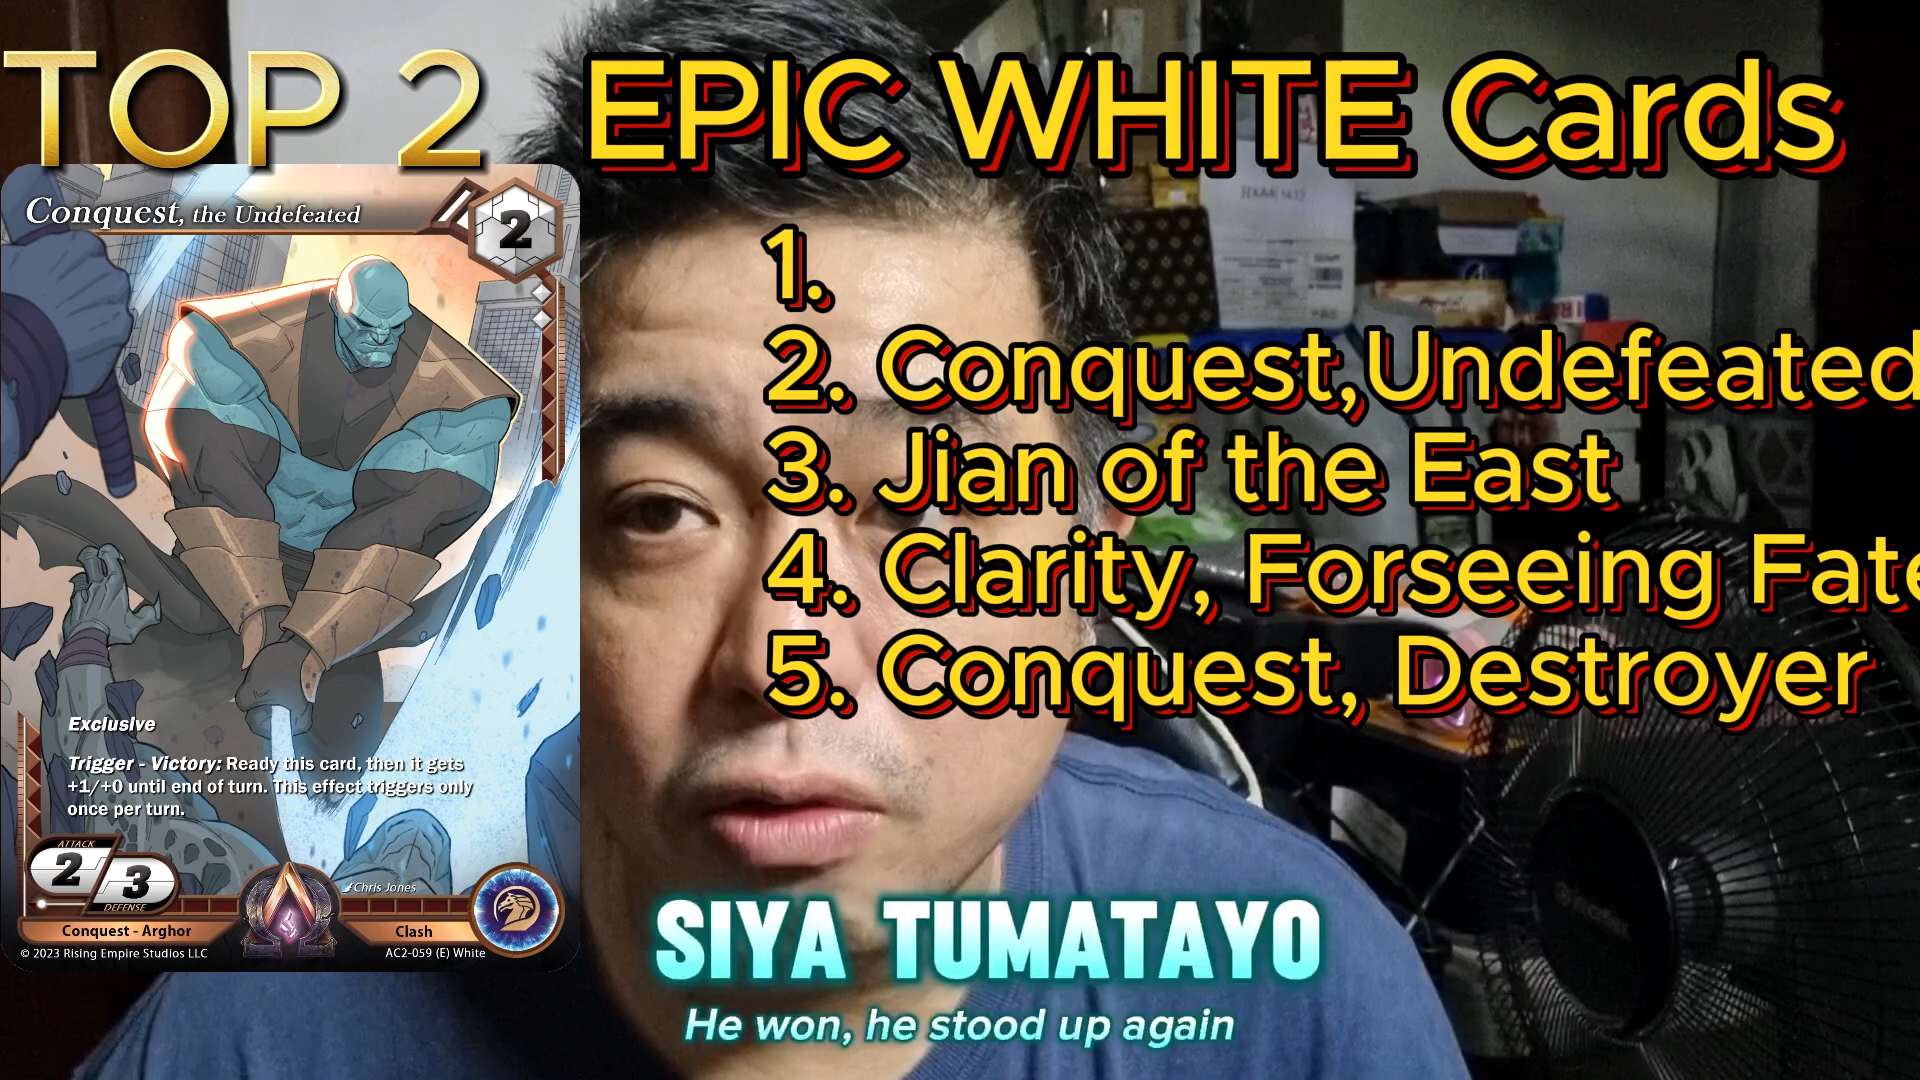 TOP 2
EPIC WHITE Cards
Conquest, the Undefeated
2
Exclusive
Trigger - Victory: Ready this card, then it gets
+1/+0 until end of turn. This effect triggers only
once per turn.
ATTACK
2
3
DEFENSE
Chris Jones
Conquest - Arghor
Clash
© 2023 Rising Empire Studios LLC
AC2-059 (E) White
1.
2. Conquest,Undefeated
3. Jian of the East
4. Clarity, Forseeing Fate
5. Conquest, Destroyer
SIYA TUMATAYO
He won, he stood up again